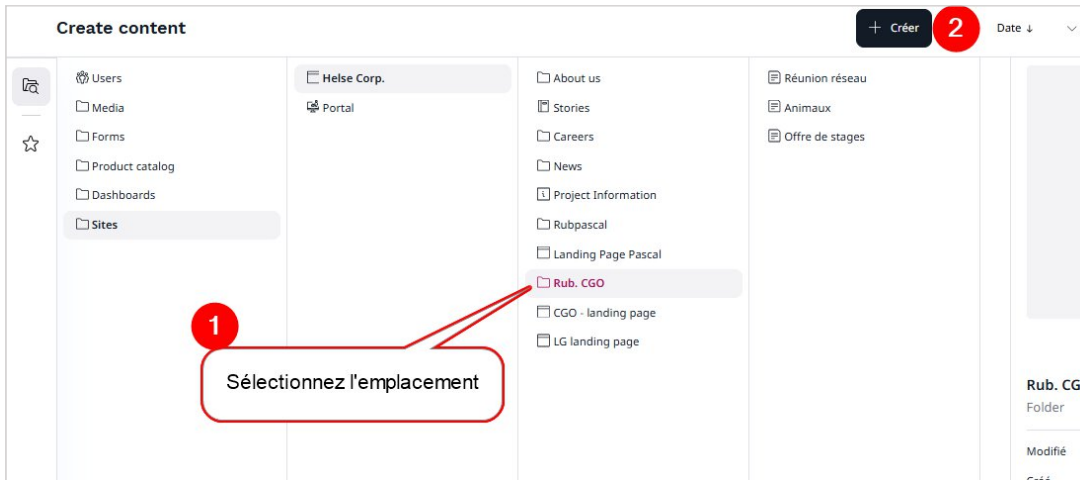 Create content
+ Créer
2
Date ↓
Users
Media
Forms
Product catalog
Dashboards
Sites
Helse Corp.
Portal
About us
Stories
Careers
News
Project Information
Rubpascal
Landing Page Pascal
Rub. CGO
CGO - landing page
LG landing page
Réunion réseau
Animaux
Offre de stages
1
Sélectionnez l'emplacement
Rub. CG
Folder
Modifié